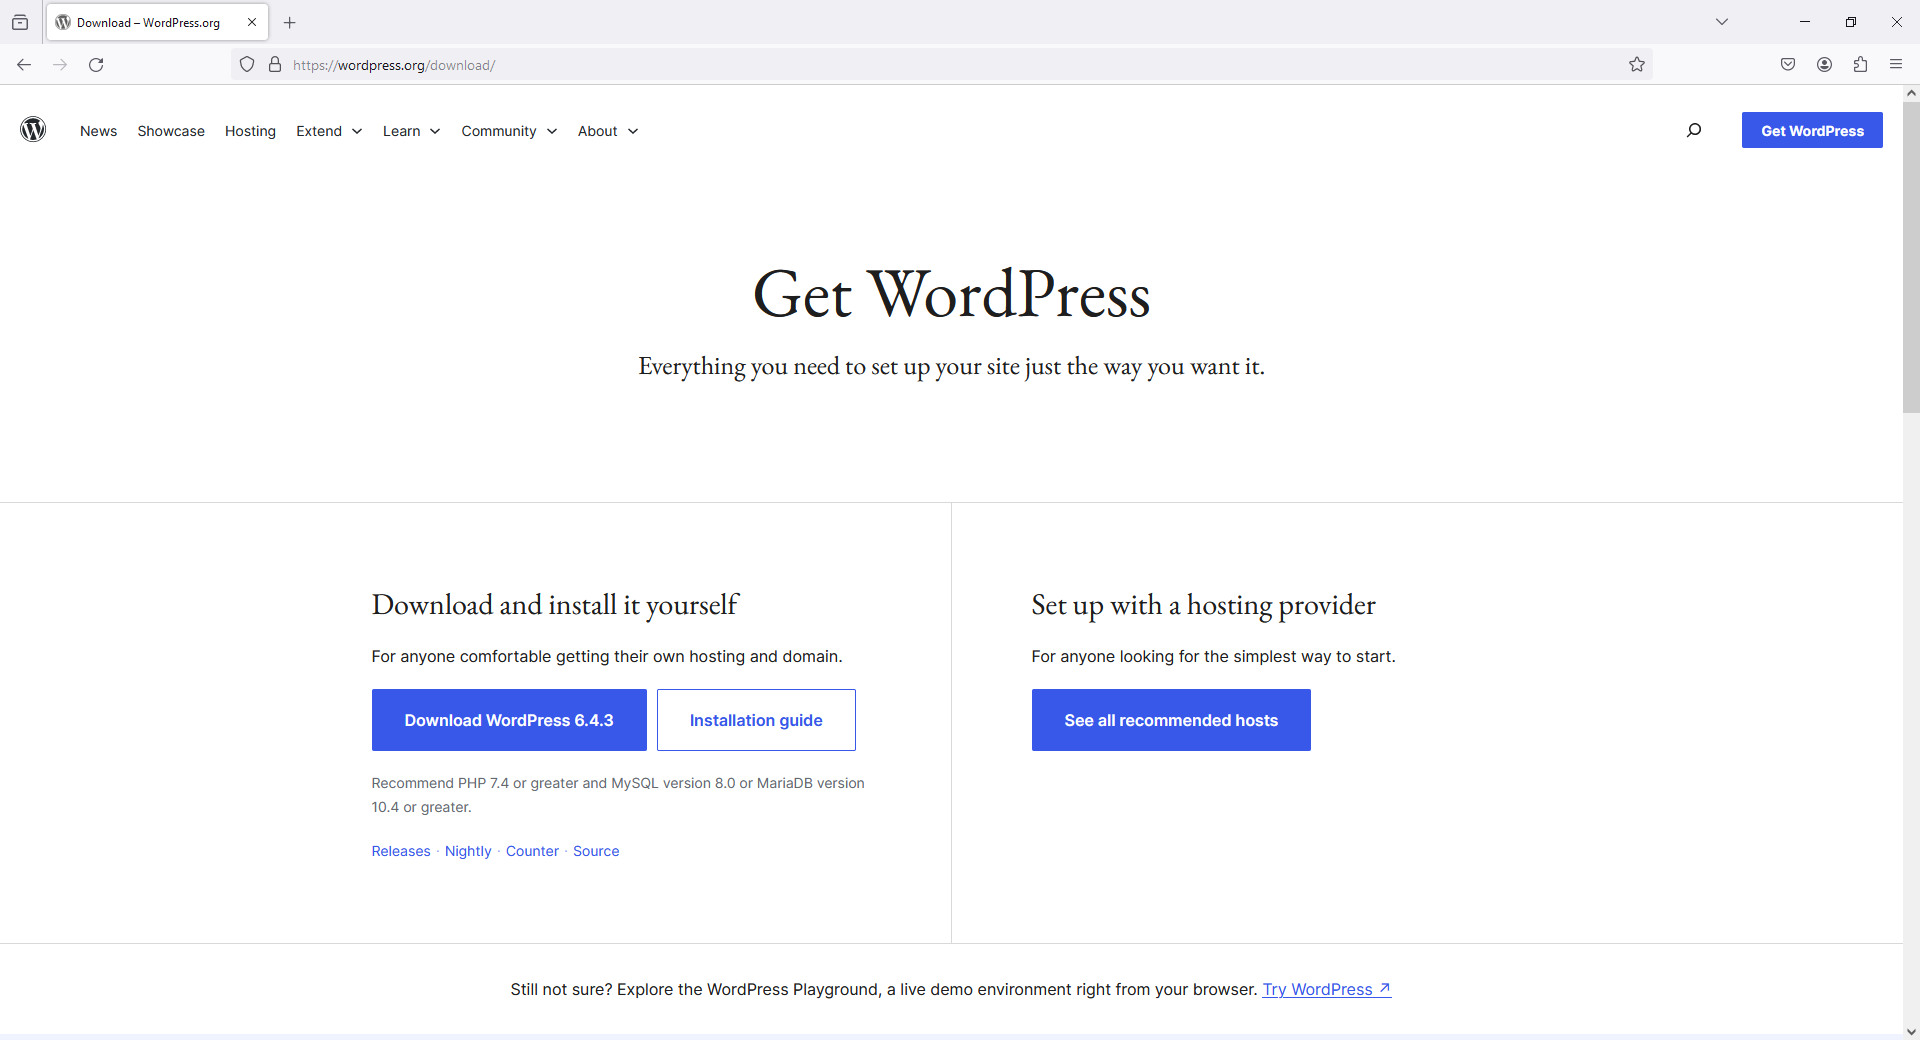 Download – WordPress.org
https://wordpress.org/download/
News Showcase Hosting Extend Learn Community About
Get WordPress
Get WordPress
Everything you need to set up your site just the way you want it.
Download and install it yourself
For anyone comfortable getting their own hosting and domain.
Download WordPress 6.4.3 Installation guide
Recommend PHP 7.4 or greater and MySQL version 8.0 or MariaDB version
10.4 or greater.
Releases · Nightly · Counter · Source
Set up with a hosting provider
For anyone looking for the simplest way to start.
See all recommended hosts
Still not sure? Explore the WordPress Playground, a live demo environment right from your browser. Try WordPress ↗